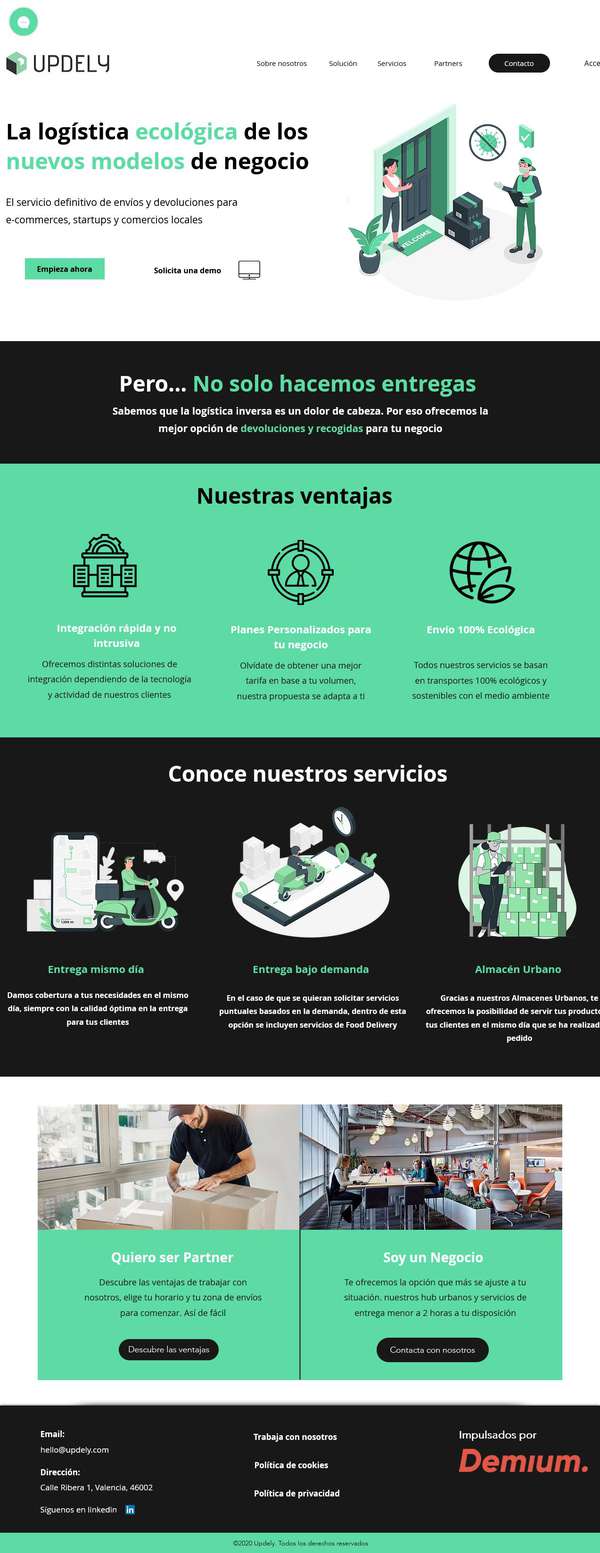 UPDELY
Sobre nosotros Solución Servicios Partners Contacto Acce
La logística ecológica de los
nuevos modelos de negocio
El servicio definitivo de envíos y devoluciones para
e-commerces, startups y comercios locales
Empieza ahora
Solicita una demo
WELCOME
Pero... No solo hacemos entregas
Sabemos que la logística inversa es un dolor de cabeza. Por eso ofrecemos la
mejor opción de devoluciones y recogidas para tu negocio
Nuestras ventajas
Integración rápida y no
intrusiva
Ofrecemos distintas soluciones de
integración dependiendo de la tecnología
y actividad de nuestros clientes
Planes Personalizados para
tu negocio
Olvídate de obtener una mejor
tarifa en base a tu volumen,
nuestra propuesta se adapta a ti
Envío 100% Ecológica
Todos nuestros servicios se basan
en transportes 100% ecológicos y
sostenibles con el medio ambiente
Conoce nuestros servicios
Entrega mismo día
Damos cobertura a tus necesidades en el mismo
día, siempre con la calidad óptima en la entrega
para tus clientes
Entrega bajo demanda
En el caso de que se quieran solicitar servicios
puntuales basados en la demanda, dentro de esta
opción se incluyen servicios de Food Delivery
Almacén Urbano
Gracias a nuestros Almacenes Urbanos, te
ofrecemos la posibilidad de servir tus producto
tus clientes en el mismo día que se ha realizad
pedido
Quiero ser Partner
Descubre las ventajas de trabajar con
nosotros, elige tu horario y tu zona de envíos
para comenzar. Así de fácil
Descubre las ventajas
Soy un Negocio
Te ofrecemos la opción que más se ajuste a tu
situación. nuestros hub urbanos y servicios de
entrega menor a 2 horas a tu disposición
Contacta con nosotros
Email:
hello@updely.com
Dirección:
Calle Ribera 1, Valencia, 46002
Síguenos en linkedin
in
Trabaja con nosotros
Política de cookies
Política de privacidad
Impulsados por
Demium.
©2020 Updely. Todos los derechos reservados